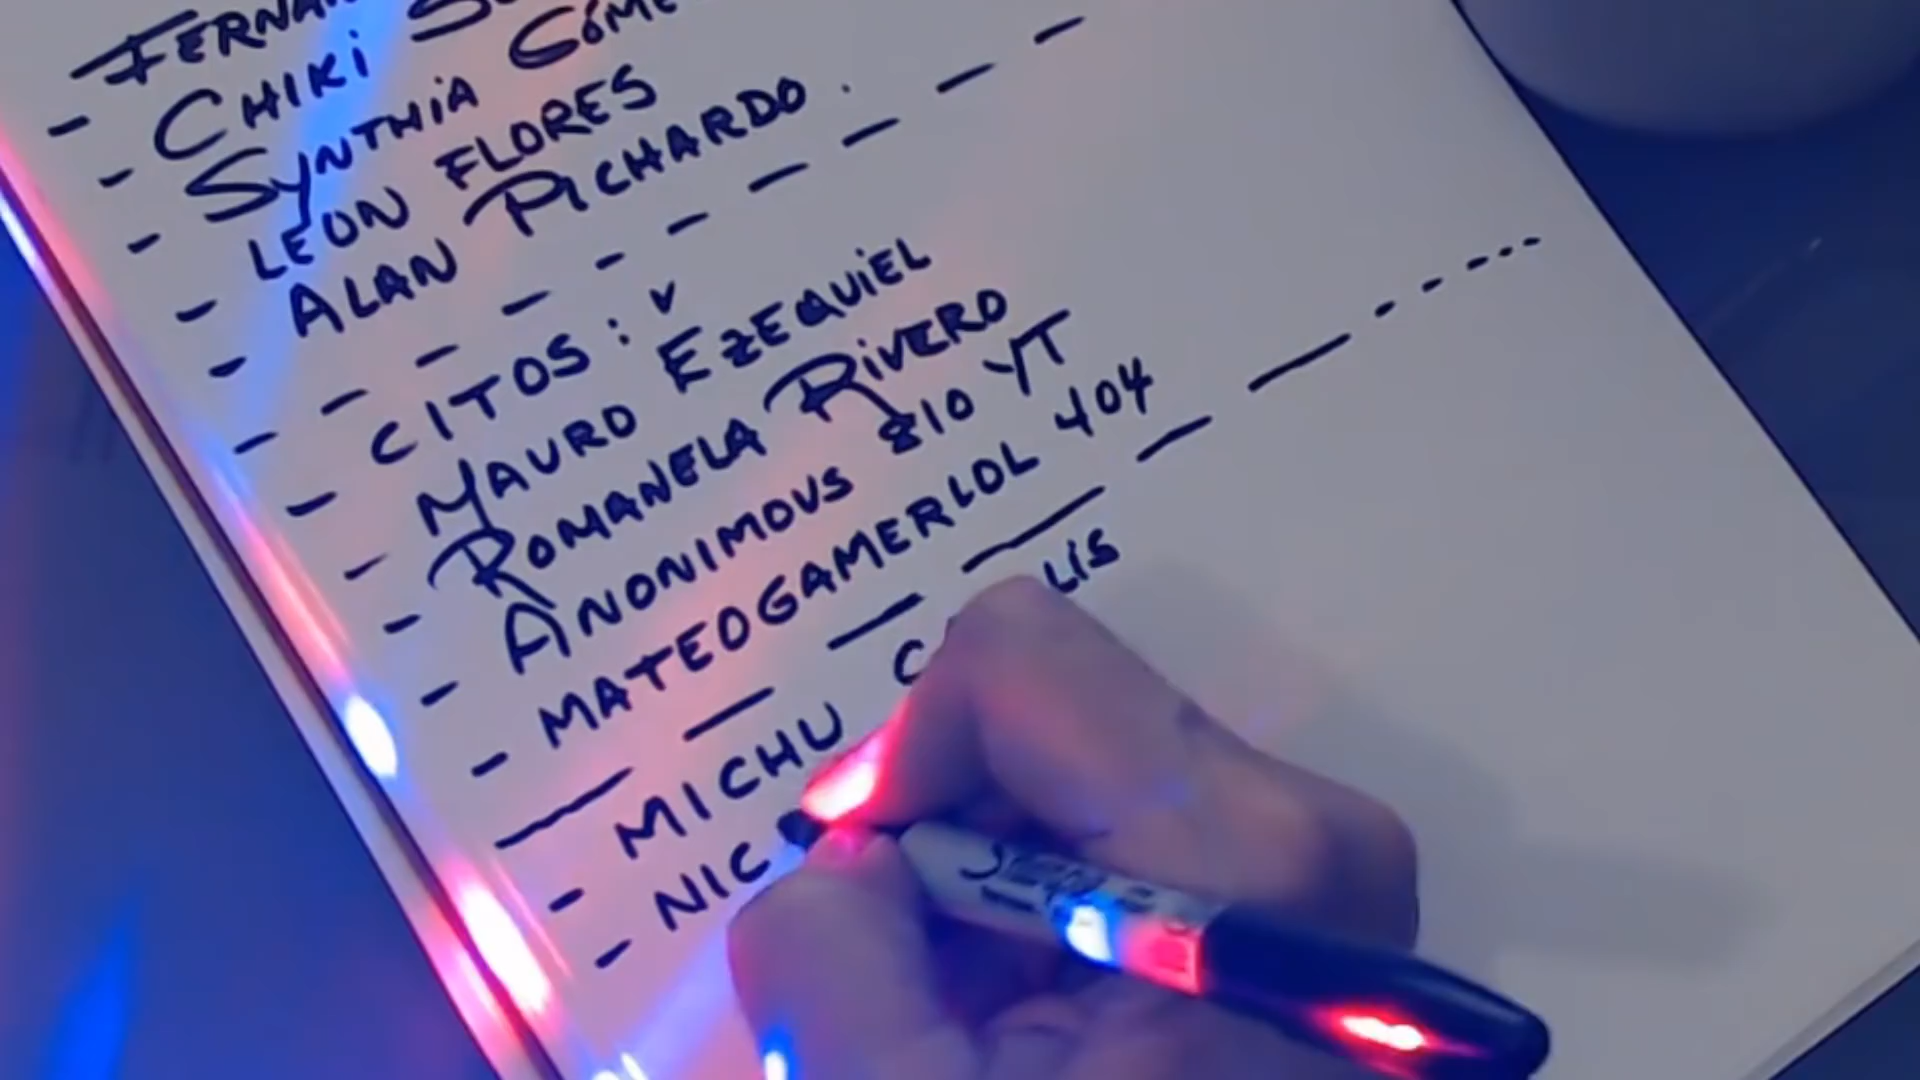 - CHIKI
- SYNTHIA
- LEON FLORES
- ALAN PICHARDO.
- - - - - - - - - -
- CITOS : v
- MAURO EZEQUIEL
- ROMANELA RIVERO
- ANONIMOUS 810 YT
- MATEOGAMERLOL 404
- MICHU
- NIC